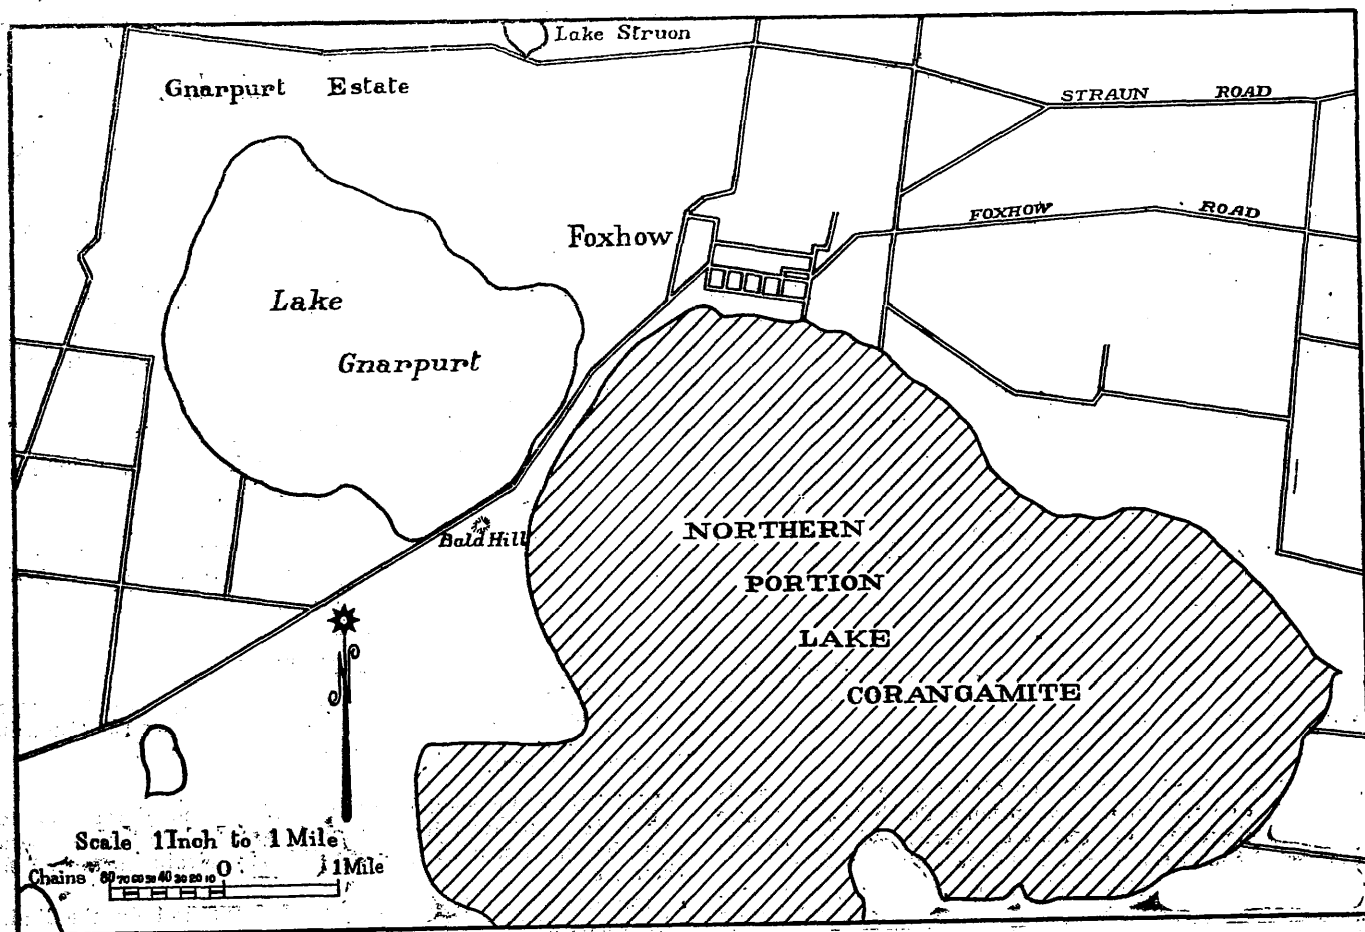 Lake Struon
Gnarpurt Estate
STRAUN ROAD
FOXHOW ROAD
Foxhow
Lake
Gnarpurt
Bald Hill
NORTHERN
PORTION
LAKE
CORANGAMITE
Scale 1 Inch to 1 Mile
Chains 80 70 60 50 40 30 20 10 0 1 Mile